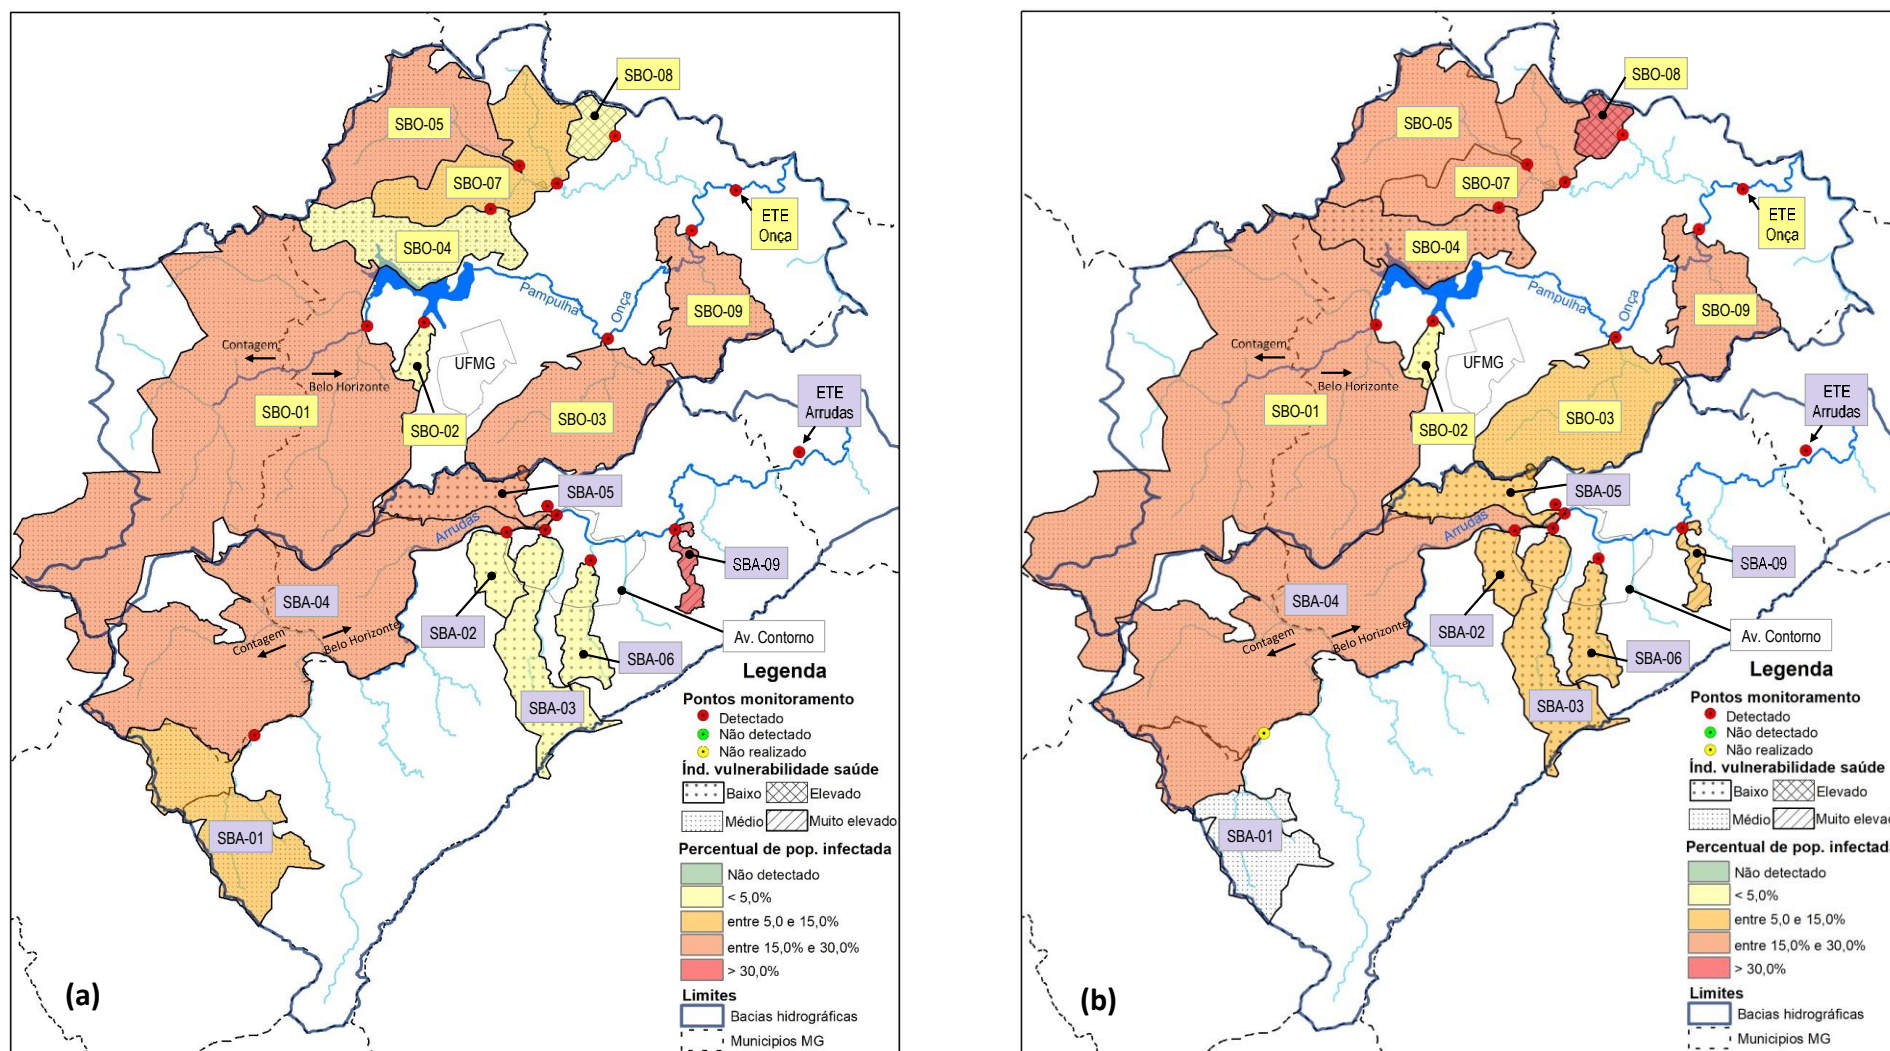 SBO-08
SBO-05
SBO-07
ETE
Onça
SBO-04
Pampulha
Onça
SBO-09
Contagem
UFMG
Belo Horizonte
ETE
Arrudas
SBO-01
SBO-02
SBO-03
SBA-05
Arrudas
SBA-09
SBA-04
SBA-02
Contagem
Belo Horizonte
Av. Contorno
SBA-06
SBA-03
SBA-01
Legenda
Pontos monitoramento
Detectado
Não detectado
Não realizado
Índ. vulnerabilidade saúde
Baixo Elevado
Médio Muito elevado
Percentual de pop. infectada
Não detectado
< 5,0%
entre 5,0 e 15,0%
entre 15,0% e 30,0%
> 30,0%
Limites
Bacias hidrográficas
Municipios MG
(a)
SBO-08
SBO-05
SBO-07
ETE
Onça
SBO-04
Pampulha
Onça
SBO-09
Contagem
UFMG
Belo Horizonte
ETE
Arrudas
SBO-01
SBO-02
SBO-03
SBA-05
Arrudas
SBA-09
SBA-04
SBA-02
Contagem
Belo Horizonte
Av. Contorno
SBA-06
SBA-03
SBA-01
Legenda
Pontos monitoramento
Detectado
Não detectado
Não realizado
Índ. vulnerabilidade saúde
Baixo Elevado
Médio Muito elevad
Percentual de pop. infectada
Não detectado
< 5,0%
entre 5,0 e 15,0%
entre 15,0% e 30,0%
> 30,0%
Limites
Bacias hidrográficas
Municipios MG
(b)